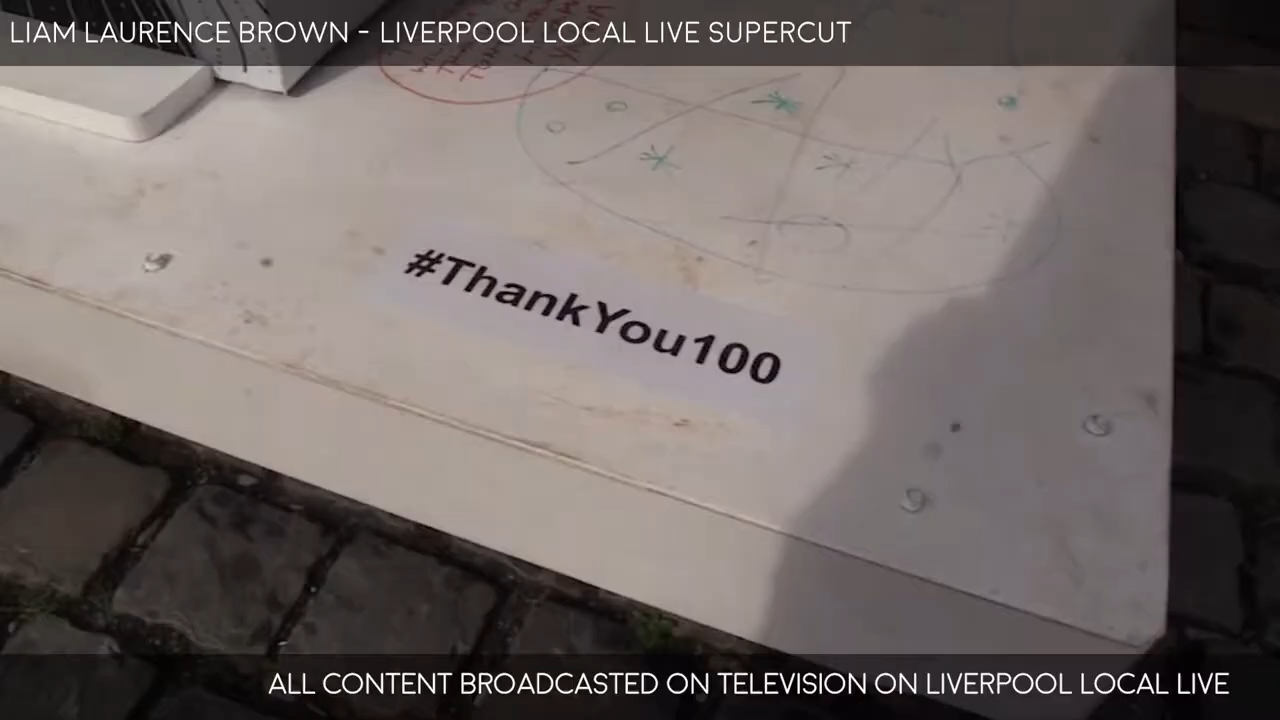 LIAM LAURENCE BROWN - LIVERPOOL LOCAL LIVE SUPERCUT
#ThankYou100
ALL CONTENT BROADCASTED ON TELEVISION ON LIVERPOOL LOCAL LIVE